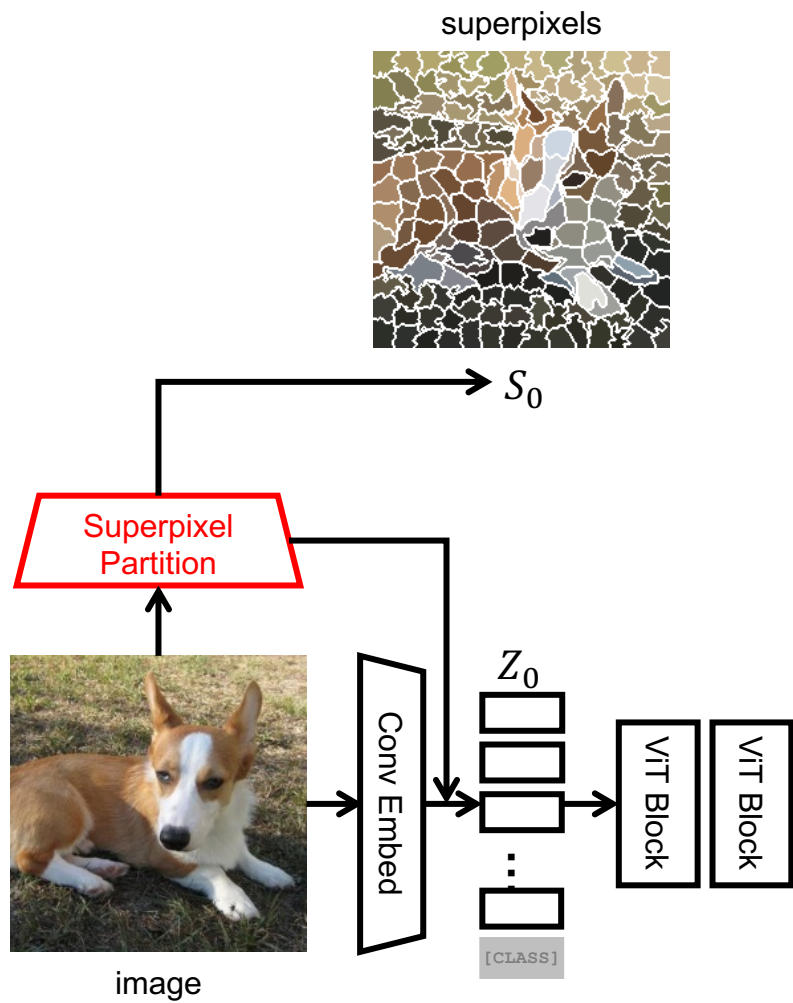 superpixels
S₀
Superpixel
Partition
Z₀
Conv Embed
ViT Block
ViT Block
[CLASS]
image